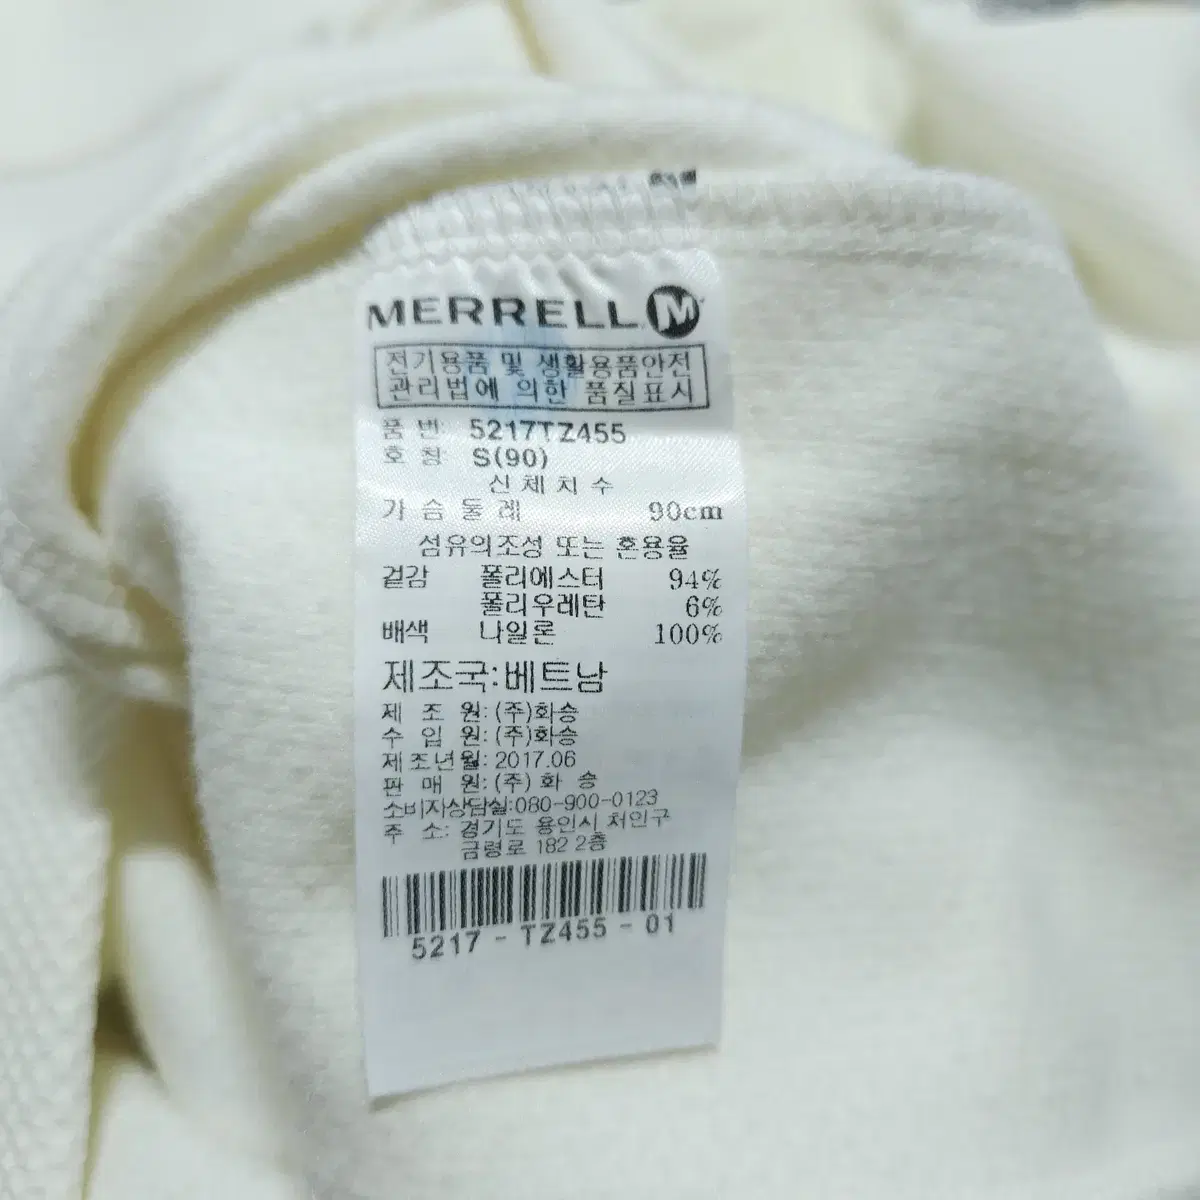 MERRELL M
전기용품 및 생활용품안전
관리법에 의한 품질표시
품 번 5217TZ455
호 칭 S(90)
신체치수
가슴둘레 90cm
섬유의조성 또는 혼용율
겉감 폴리에스터 94%
폴리우레탄 6%
배색 나일론 100%
제조국:베트남
제 조 원: (주)화승
수 입 원: (주)화승
제조년월: 2017.06
판 매 원: (주) 화 승
소비자상담실:080-900-0123
주 소: 경기도 용인시 처인구
금령로 182 2층
5217 - TZ455 - 01